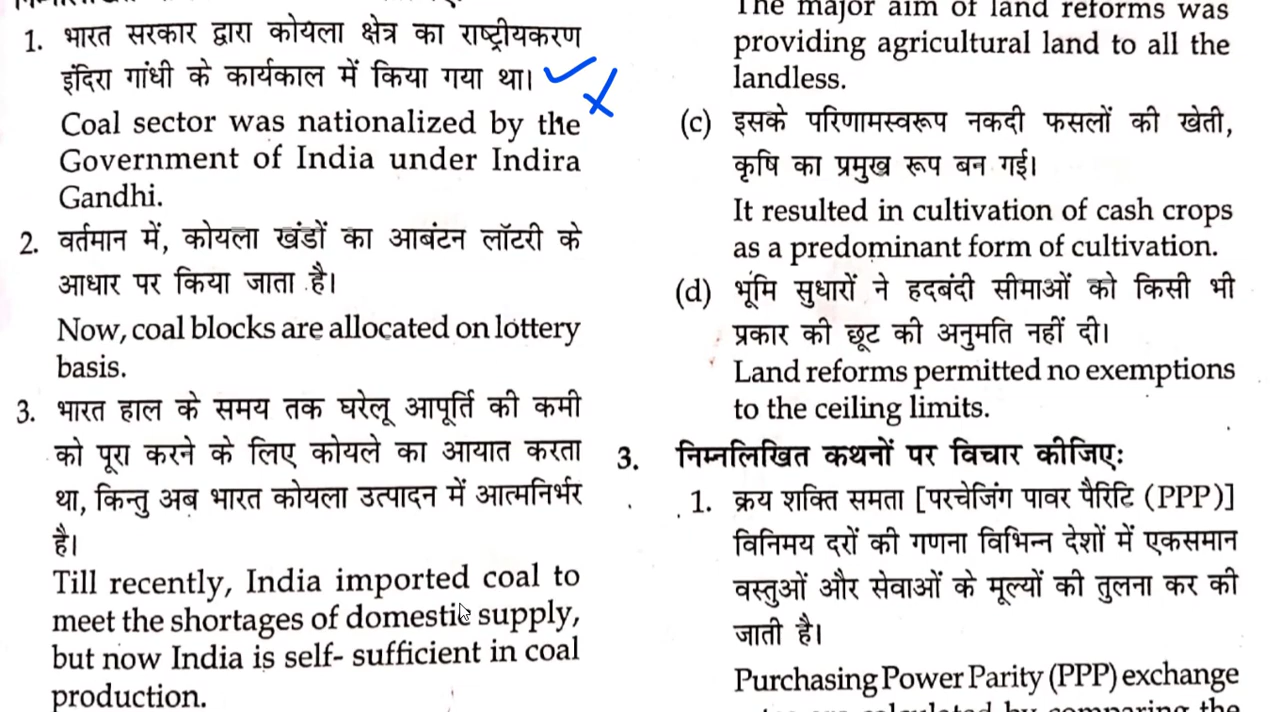 1. भारत सरकार द्वारा कोयला क्षेत्र का राष्ट्रीयकरण
इंदिरा गांधी के कार्यकाल में किया गया था।
Coal sector was nationalized by the
Government of India under Indira
Gandhi.
2. वर्तमान में, कोयला खंडों का आबंटन लॉटरी के
आधार पर किया जाता है।
Now, coal blocks are allocated on lottery
basis.
3. भारत हाल के समय तक घरेलू आपूर्ति की कमी
को पूरा करने के लिए कोयले का आयात करता
था, किन्तु अब भारत कोयला उत्पादन में आत्मनिर्भर
है।
Till recently, India imported coal to
meet the shortages of domestic supply,
but now India is self- sufficient in coal
production.
The major aim of land reforms was
providing agricultural land to all the
landless.
(c) इसके परिणामस्वरूप नकदी फसलों की खेती,
कृषि का प्रमुख रूप बन गई।
It resulted in cultivation of cash crops
as a predominant form of cultivation.
(d) भूमि सुधारों ने हदबंदी सीमाओं को किसी भी
प्रकार की छूट की अनुमति नहीं दी।
Land reforms permitted no exemptions
to the ceiling limits.
3. निम्नलिखित कथनों पर विचार कीजिएः
1. क्रय शक्ति समता [परचेजिंग पावर पैरिटि (PPP)]
विनिमय दरों की गणना विभिन्न देशों में एकसमान
वस्तुओं और सेवाओं के मूल्यों की तुलना कर की
जाती है।
Purchasing Power Parity (PPP) exchange
calculated by comparing the